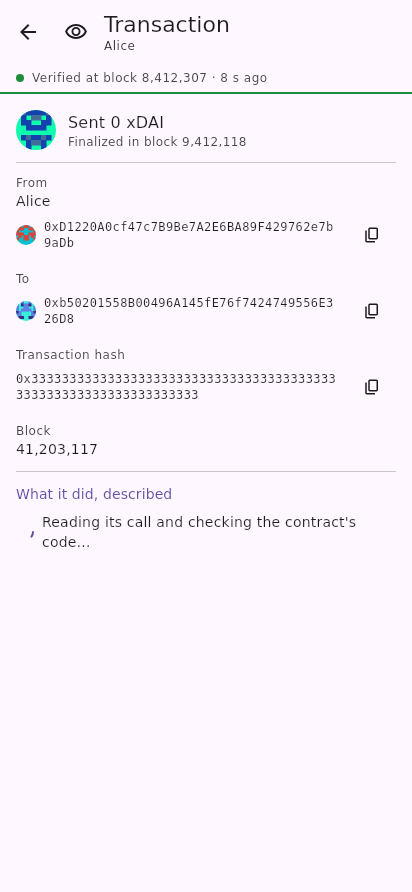 Transaction
Alice
Verified at block 8,412,307 · 8 s ago
Sent 0 xDAI
Finalized in block 9,412,118
From
Alice
0xD1220A0cf47c7B9Be7A2E6BA89F429762e7b
9aDb
To
0xb50201558B00496A145fE76f7424749556E3
26D8
Transaction hash
0x3333333333333333333333333333333333333333
333333333333333333333333
Block
41,203,117
What it did, described
Reading its call and checking the contract's
code…